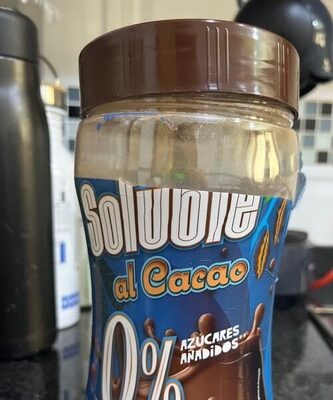 Soluble
al Cacao
0%
AZÚCARES
AÑADIDOS